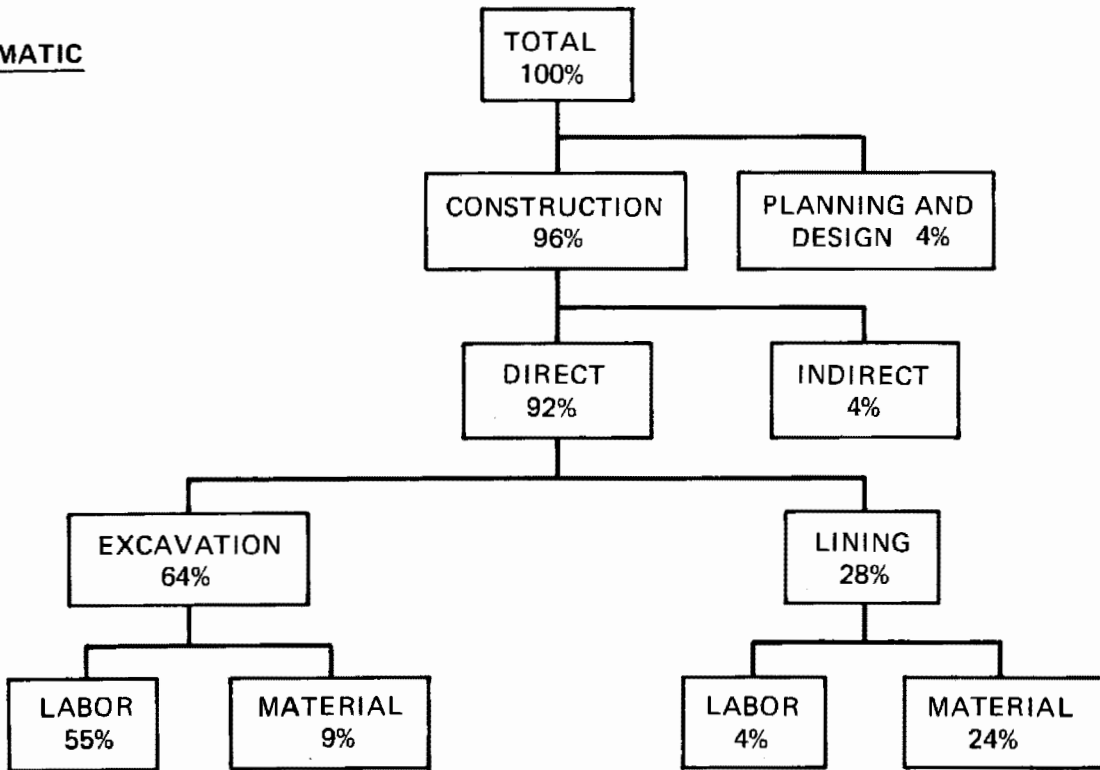 MATIC
TOTAL
100%
CONSTRUCTION
96%
PLANNING AND
DESIGN 4%
DIRECT
92%
INDIRECT
4%
EXCAVATION
64%
LINING
28%
LABOR
55%
MATERIAL
9%
LABOR
4%
MATERIAL
24%